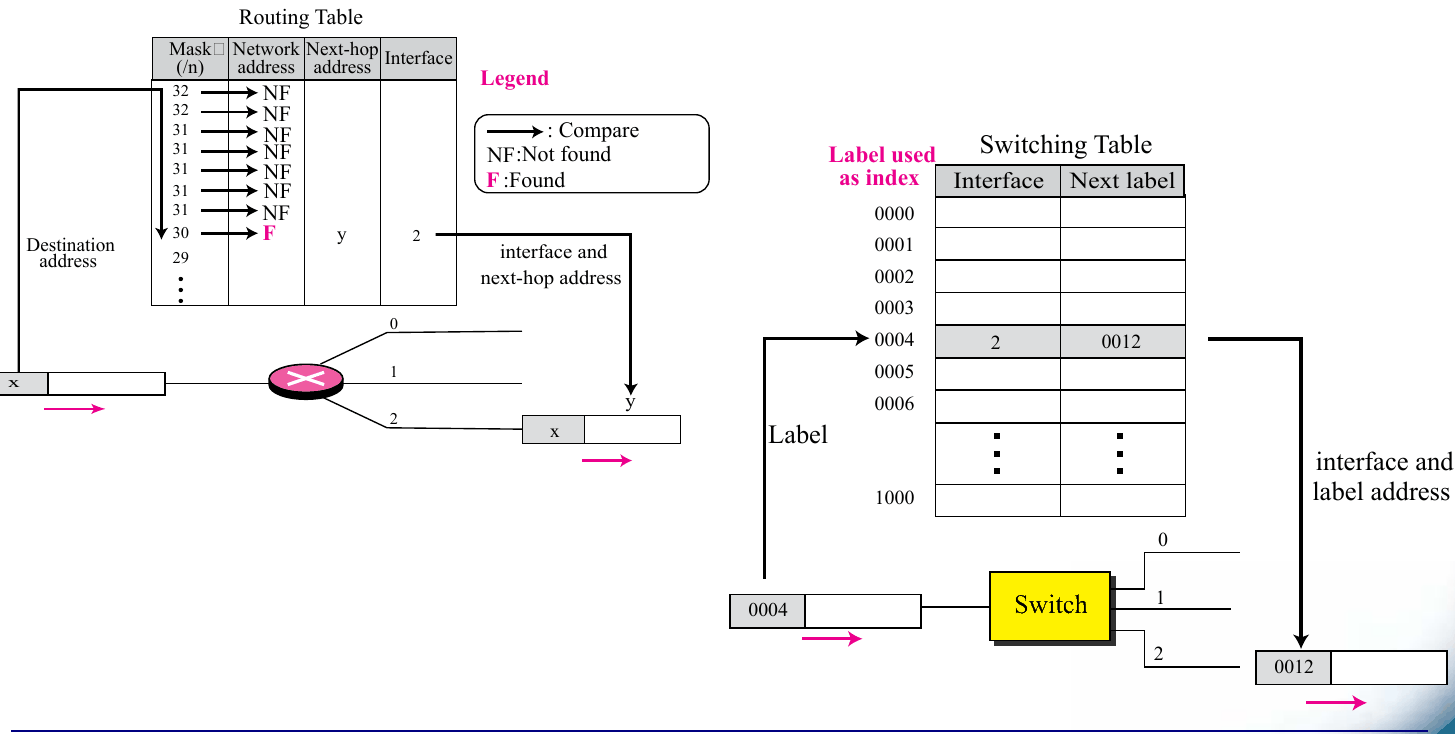 Routing Table
Mask□ Network Next-hop Interface
(/n) address address
32 NF
32 NF
31 NF
31 NF
31 NF
31 NF
31 NF
30 F y 2
29
Destination
address
Legend
: Compare
NF:Not found
F :Found
interface and
next-hop address
0
1
2
x
y
x
Switching Table
Label used
as index
Interface Next label
0000
0001
0002
0003
0004 2 0012
0005
0006
1000
Label
interface and
label address
0
1
2
0004
Switch
0012